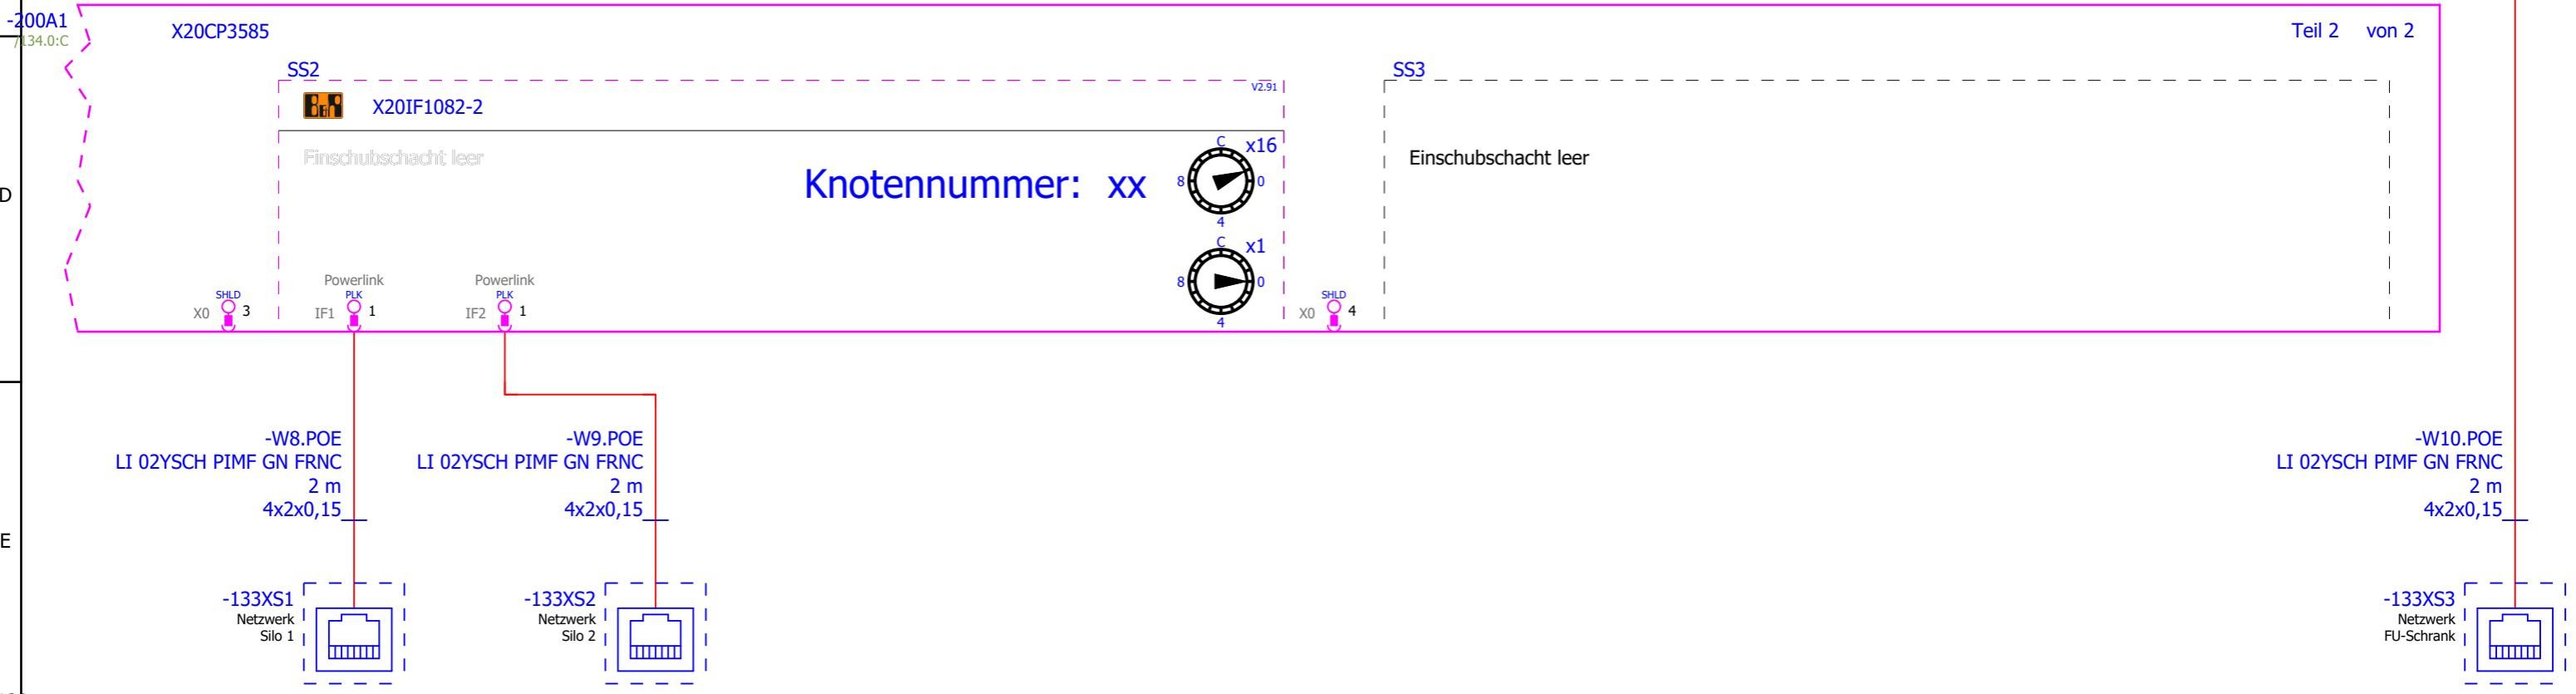 -200A1
/134.0:C
X20CP3585
Teil 2 von 2
SS2
SS3
V2.91
B&R
X20IF1082-2
Einschubschacht leer
Knotennummer: xx
C
x16
8
0
4
Einschubschacht leer
D
C
x1
8
0
4
Powerlink
Powerlink
SHLD
PLK
PLK
SHLD
X0 3
IF1 1
IF2 1
X0 4
-W8.POE
LI 02YSCH PIMF GN FRNC
2 m
4x2x0,15
-W9.POE
LI 02YSCH PIMF GN FRNC
2 m
4x2x0,15
-W10.POE
LI 02YSCH PIMF GN FRNC
2 m
4x2x0,15
E
-133XS1
Netzwerk
Silo 1
-133XS2
Netzwerk
Silo 2
-133XS3
Netzwerk
FU-Schrank